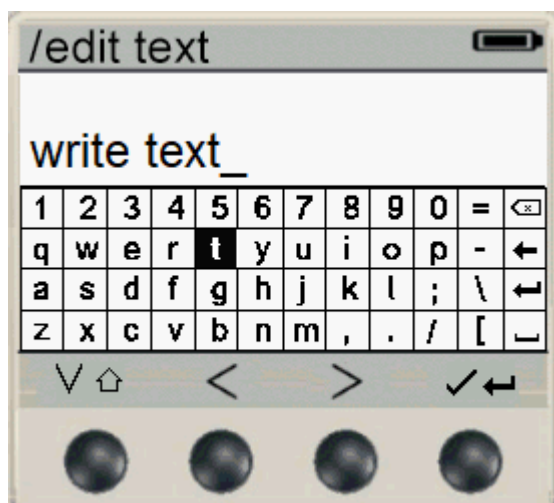 /edit text
write text_
1 2 3 4 5 6 7 8 9 0 =
q w e r t y u i o p -
a s d f g h j k l ; \
z x c v b n m , . / [
< >